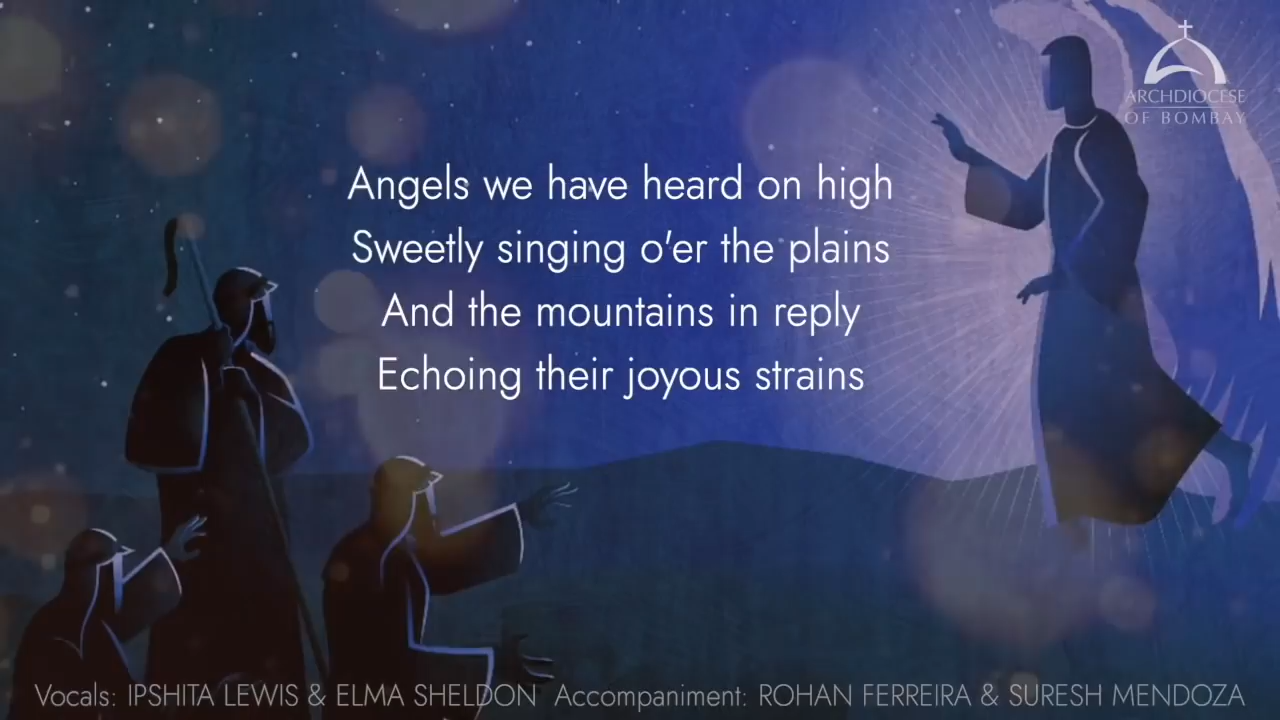 ARCHDIOCESE
OF BOMBAY
Angels we have heard on high
Sweetly singing o'er the plains
And the mountains in reply
Echoing their joyous strains
Vocals: IPSHITA LEWIS & ELMA SHELDON Accompaniment: ROHAN FERREIRA & SURESH MENDOZA